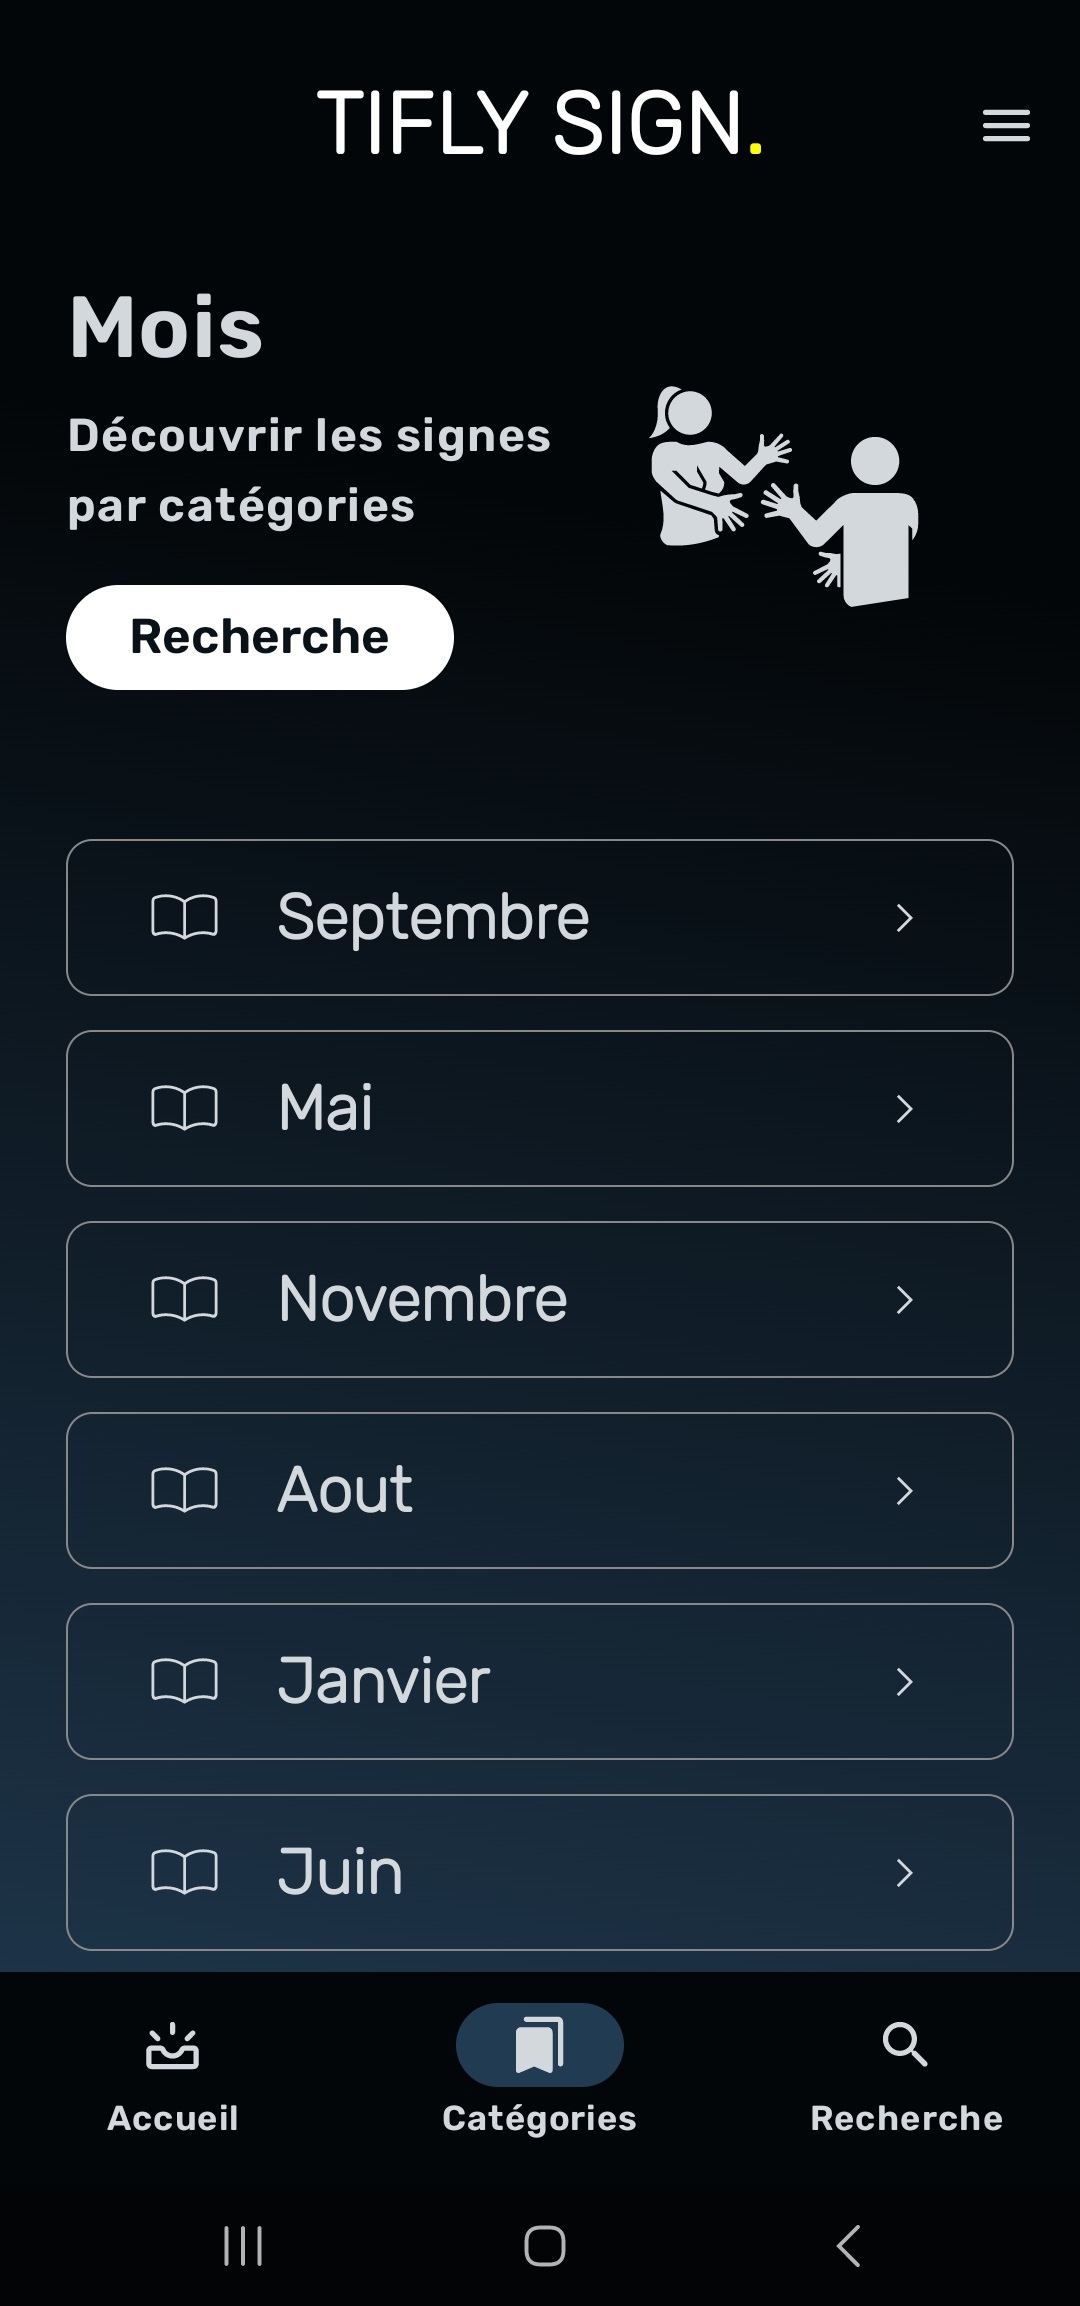 TIFLY SIGN.
Mois
Découvrir les signes
par catégories
Recherche
Septembre
Mai
Novembre
Aout
Janvier
Juin
Accueil
Catégories
Recherche